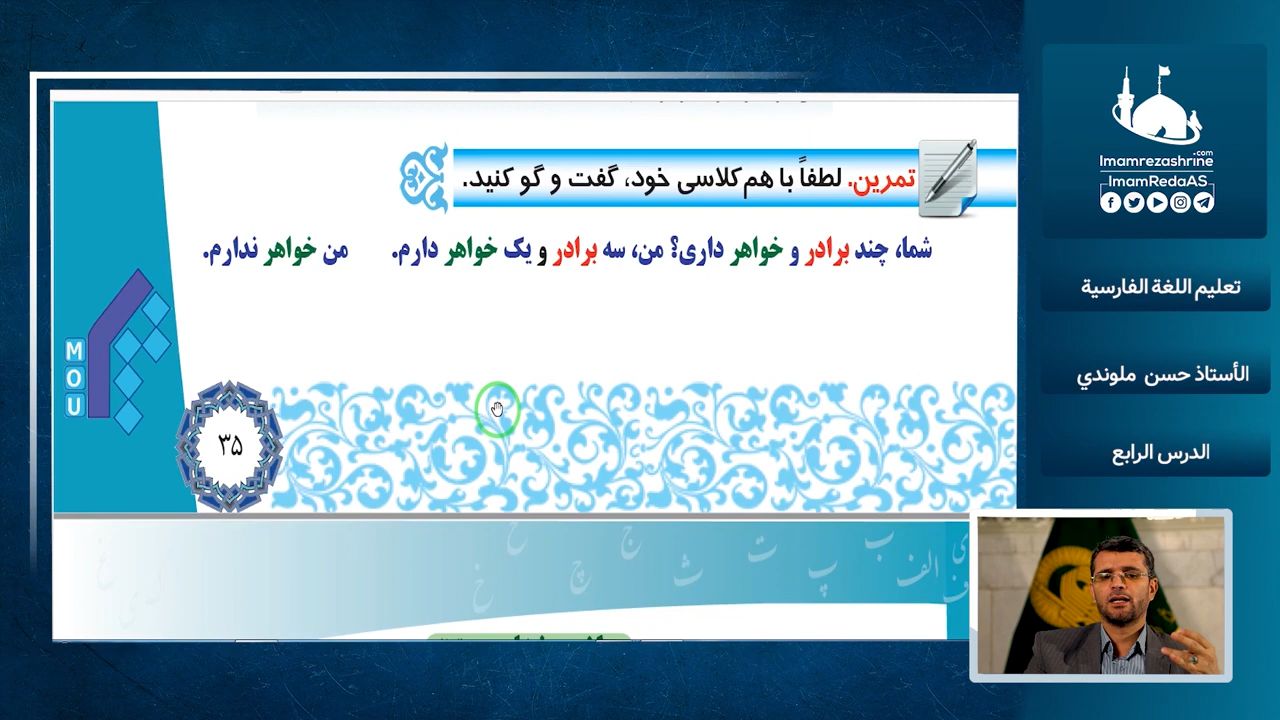 تمرین. لطفاً با هم‌کلاسی خود، گفت و گو کنید.
شما، چند برادر و خواهر داری؟ من، سه برادر و یک خواهر دارم. من خواهر ندارم.
M
O
U
۳۵
ی ب ت ج خ
ف الف پ ث چ خ
Imamrezashrine
.com
ImamRedaAS
تعليم اللغة الفارسية
الأستاذ حسن ملوندي
الدرس الرابع